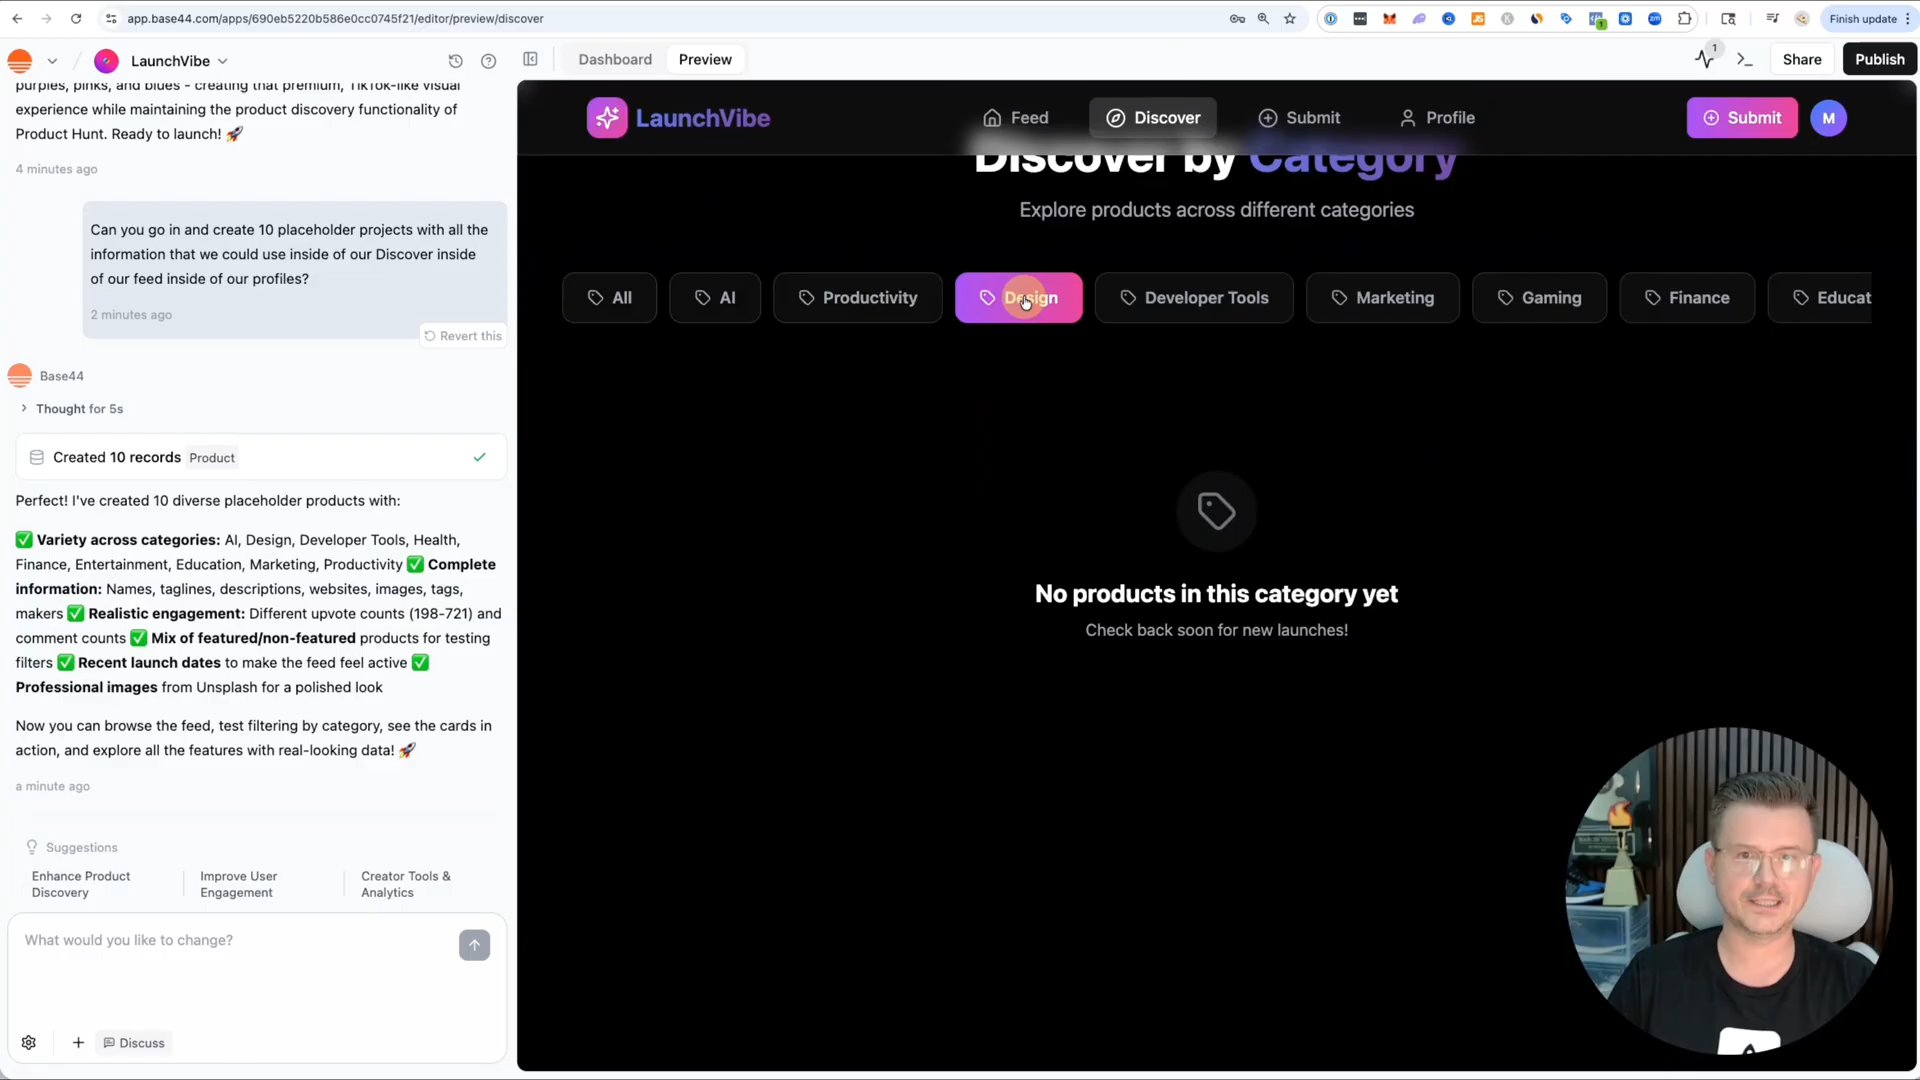 app.base44.com/apps/690eb5220b586e0cc0745f21/editor/preview/discover
Finish update
LaunchVibe
Dashboard
Preview
1
Share
Publish
purples, pinks, and blues - creating that premium, TikTok-like visual
experience while maintaining the product discovery functionality of
Product Hunt. Ready to launch! 🚀
4 minutes ago
Can you go in and create 10 placeholder projects with all the
information that we could use inside of our Discover inside
of our feed inside of our profiles?
2 minutes ago
Revert this
Base44
Thought for 5s
Created 10 records Product
Perfect! I've created 10 diverse placeholder products with:
✅ Variety across categories: AI, Design, Developer Tools, Health,
Finance, Entertainment, Education, Marketing, Productivity ✅ Complete
information: Names, taglines, descriptions, websites, images, tags,
makers ✅ Realistic engagement: Different upvote counts (198-721) and
comment counts ✅ Mix of featured/non-featured products for testing
filters ✅ Recent launch dates to make the feed feel active ✅
Professional images from Unsplash for a polished look
Now you can browse the feed, test filtering by category, see the cards in
action, and explore all the features with real-looking data! 🚀
a minute ago
Suggestions
Enhance Product
Discovery
Improve User
Engagement
Creator Tools &
Analytics
What would you like to change?
Discuss
LaunchVibe
Feed
Discover
Submit
Profile
Submit
M
Discover by Category
Explore products across different categories
All
AI
Productivity
Design
Developer Tools
Marketing
Gaming
Finance
Educat
No products in this category yet
Check back soon for new launches!